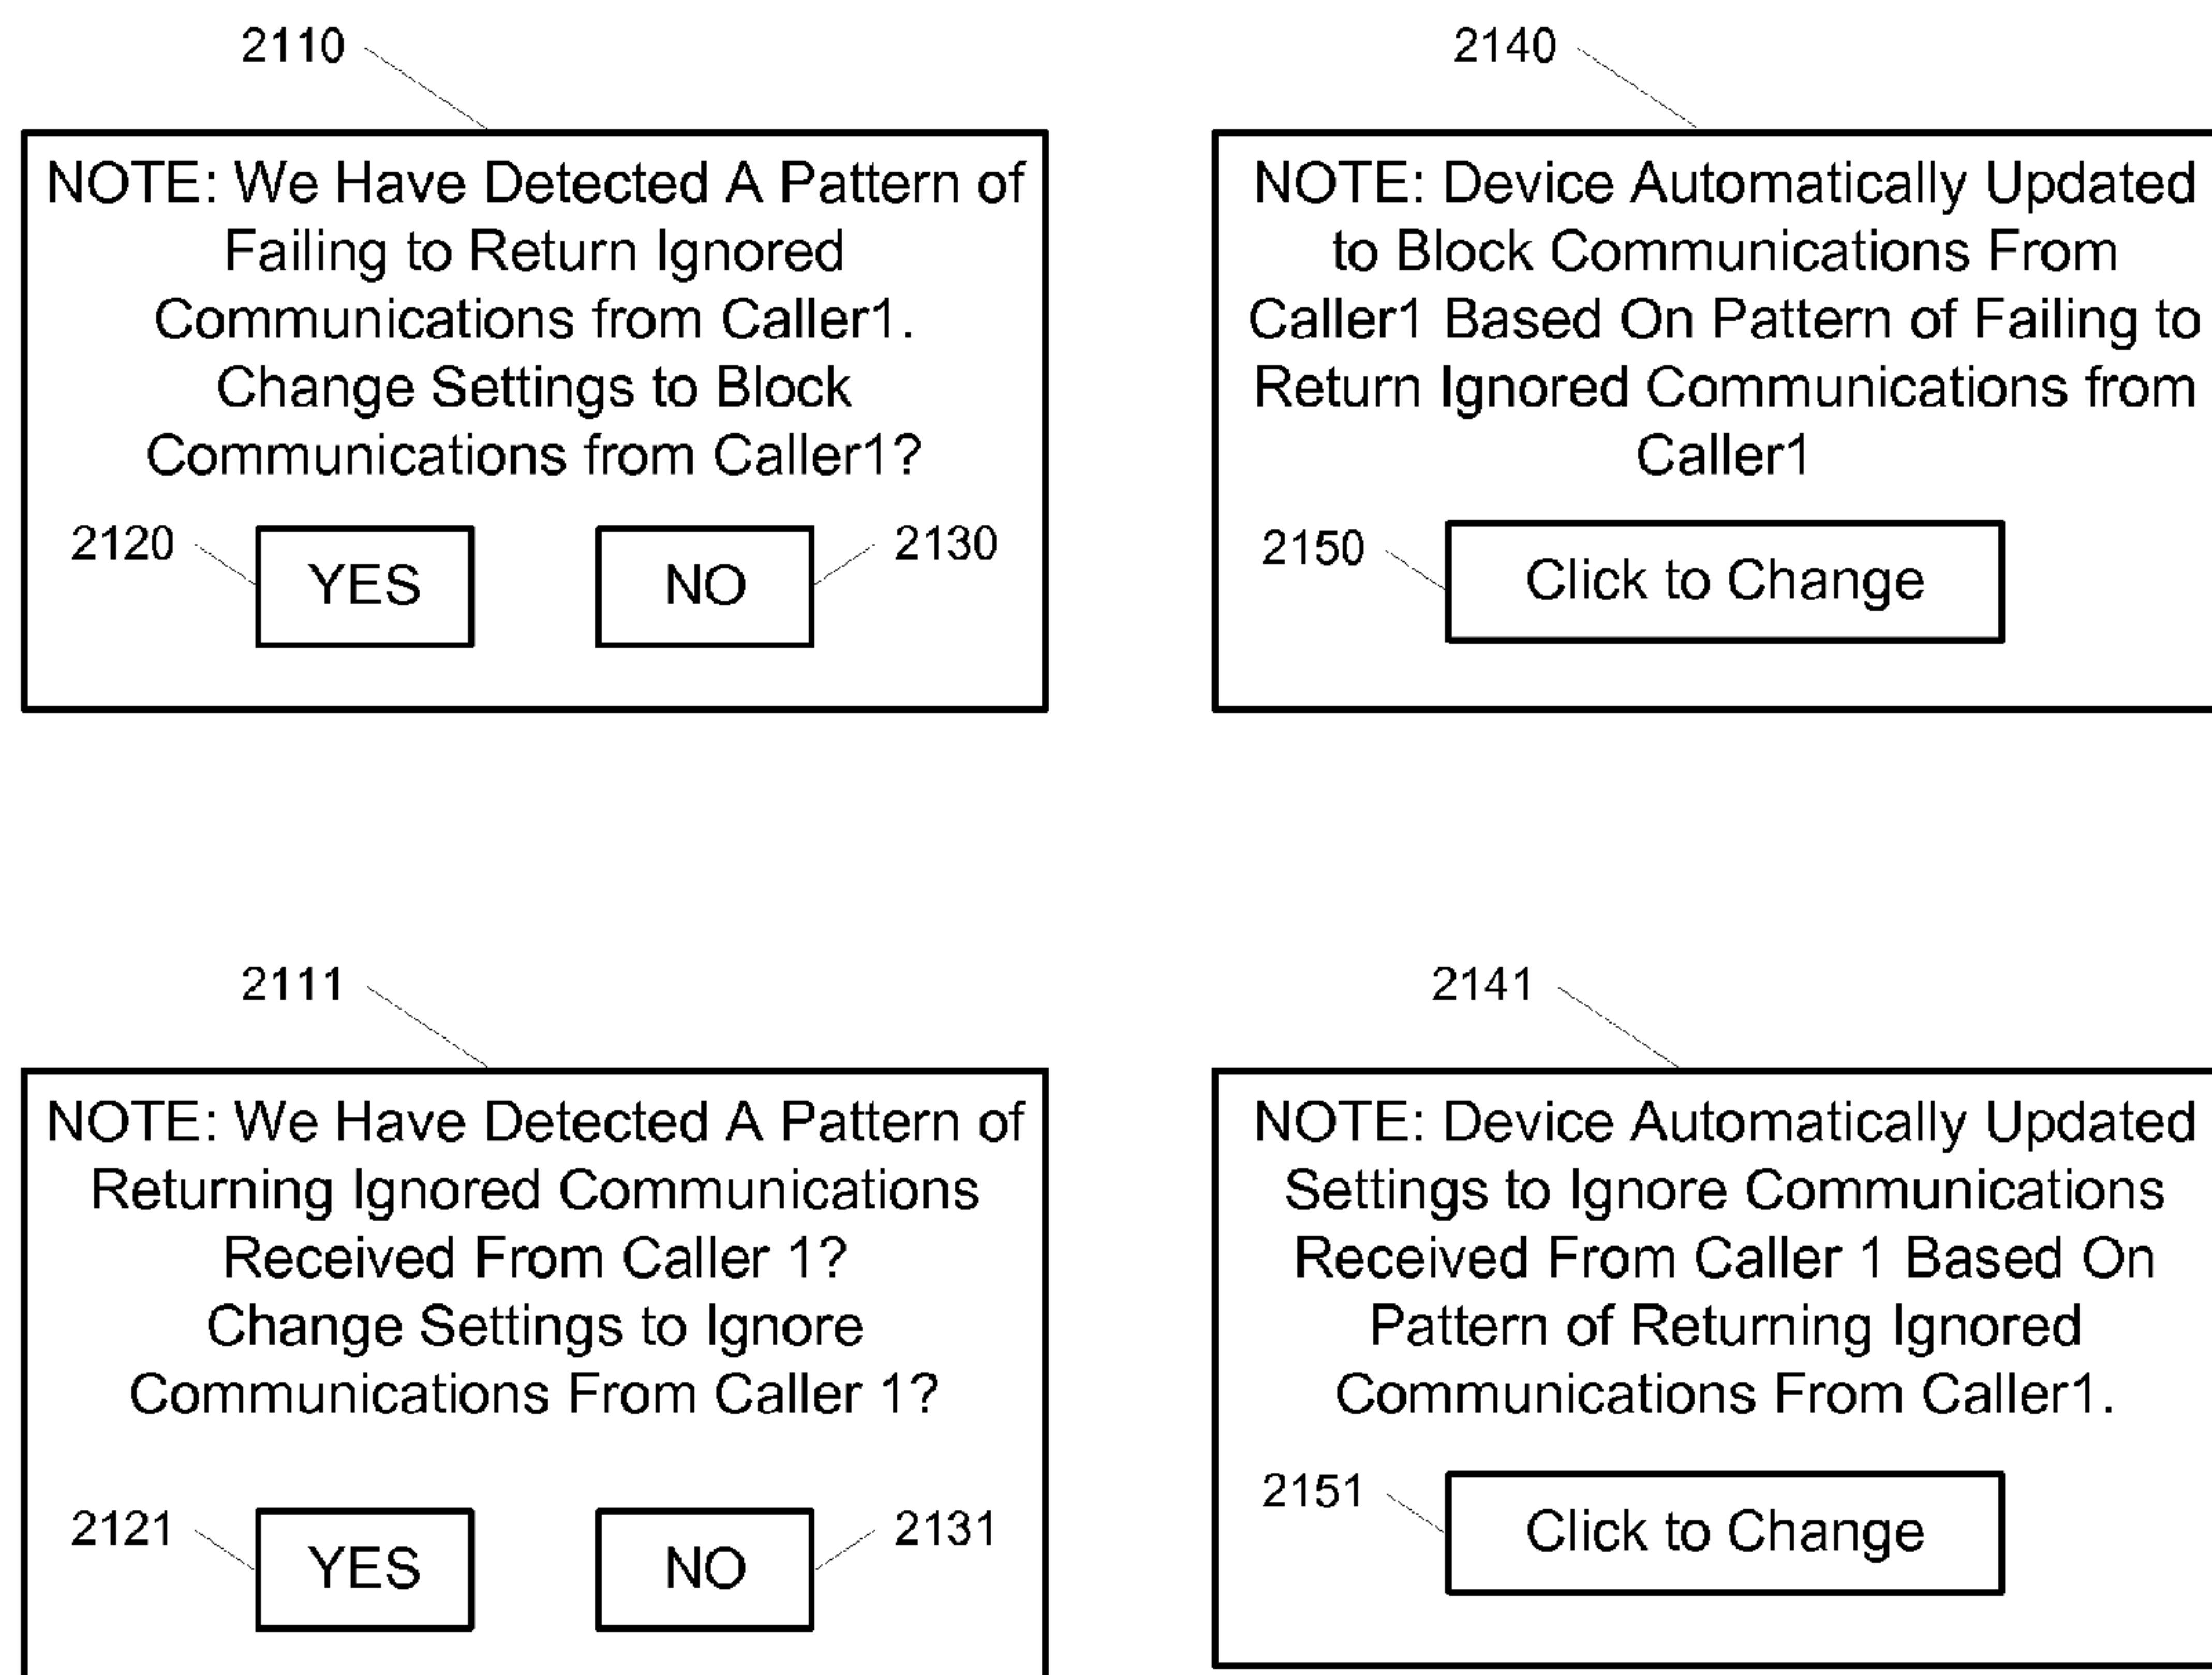 2110
NOTE: We Have Detected A Pattern of
Failing to Return Ignored
Communications from Caller1.
Change Settings to Block
Communications from Caller1?
2120
YES
NO
2130
2140
NOTE: Device Automatically Updated
to Block Communications From
Caller1 Based On Pattern of Failing to
Return Ignored Communications from
Caller1
2150
Click to Change
2111
NOTE: We Have Detected A Pattern of
Returning Ignored Communications
Received From Caller 1?
Change Settings to Ignore
Communications From Caller 1?
2121
YES
NO
2131
2141
NOTE: Device Automatically Updated
Settings to Ignore Communications
Received From Caller 1 Based On
Pattern of Returning Ignored
Communications From Caller1.
2151
Click to Change